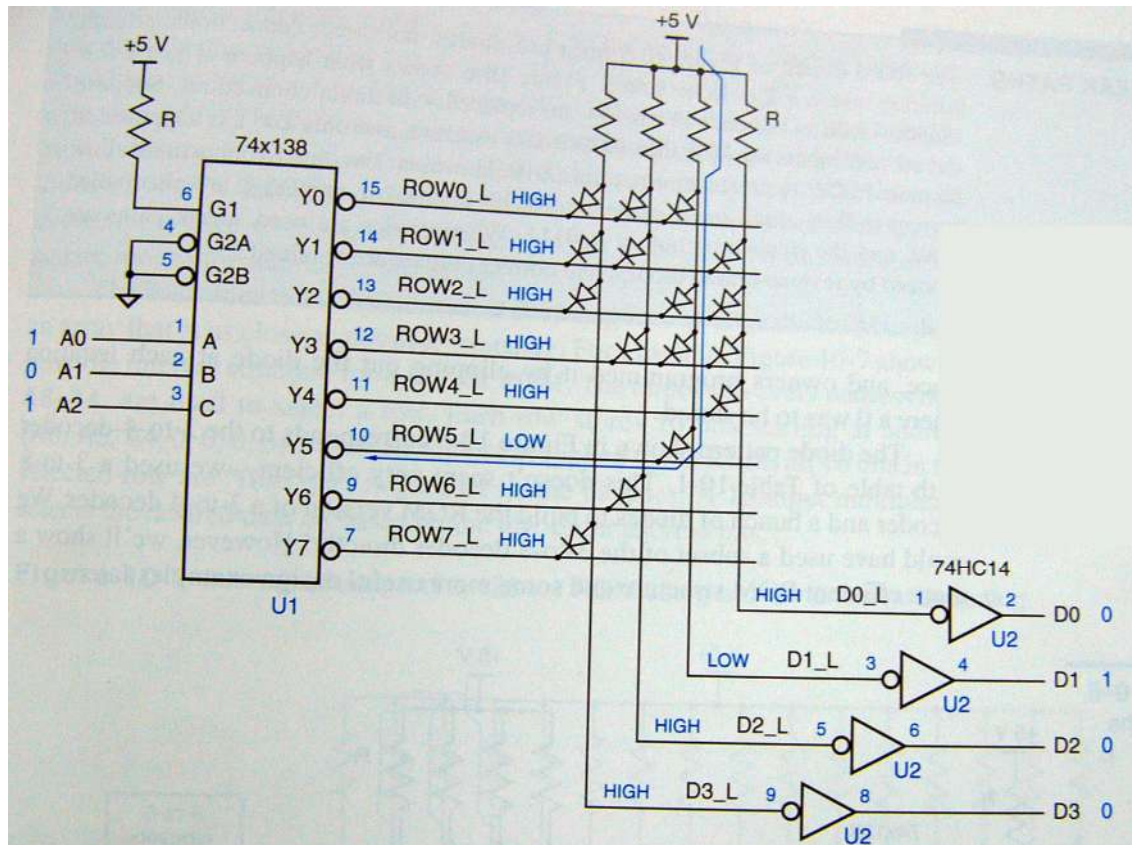 +5 V
+5 V
R
R
74x138
6 G1
4 G2A
5 G2B
1 A0 1 A
0 A1 2 B
1 A2 3 C
Y0 15 ROW0_L HIGH
Y1 14 ROW1_L HIGH
Y2 13 ROW2_L HIGH
Y3 12 ROW3_L HIGH
Y4 11 ROW4_L HIGH
Y5 10 ROW5_L LOW
Y6 9 ROW6_L HIGH
Y7 7 ROW7_L HIGH
U1
74HC14
HIGH D0_L 1 2 D0 0
U2
LOW D1_L 3 4 D1 1
U2
HIGH D2_L 5 6 D2 0
U2
HIGH D3_L 9 8 D3 0
U2